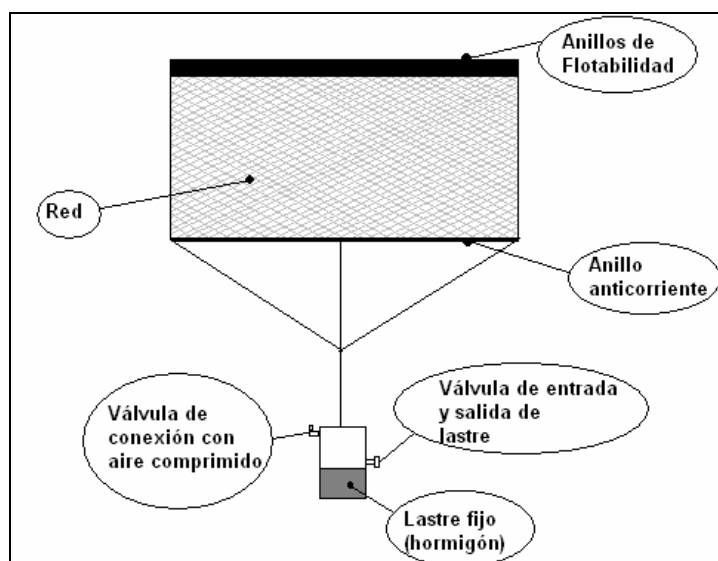 Anillos de
Flotabilidad
Red
Anillo
anticorriente
Válvula de entrada
y salida de
lastre
Válvula de
conexión con
aire comprimido
Lastre fijo
(hormigón)